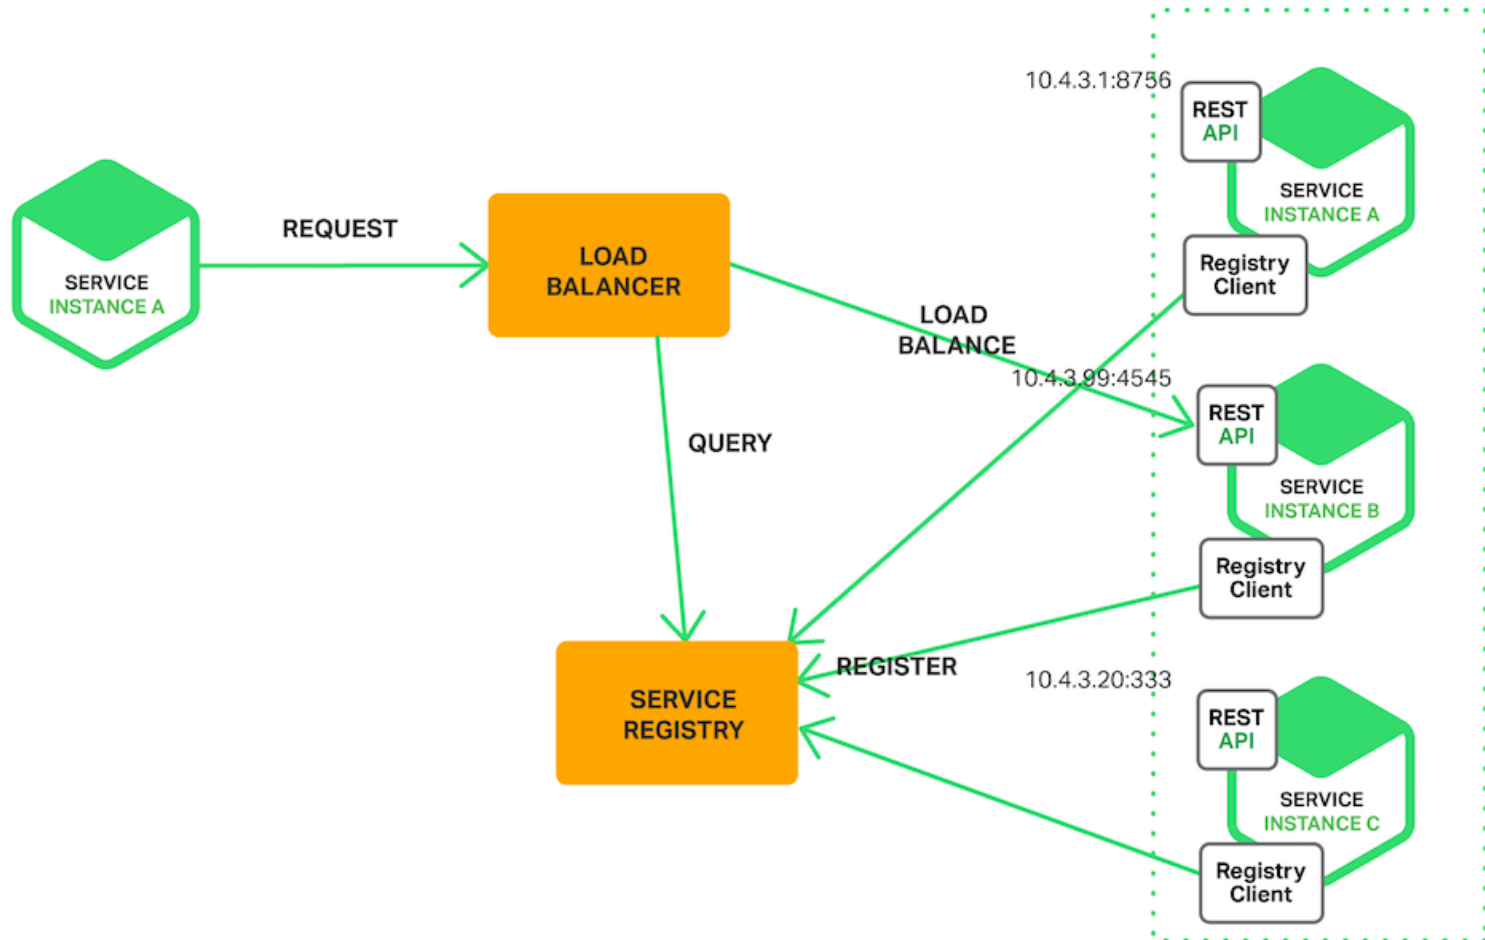 10.4.3.1:8756
REST
API
SERVICE
INSTANCE A
Registry
Client
SERVICE
INSTANCE A
REQUEST
LOAD
BALANCER
LOAD
BALANCE
QUERY
10.4.3.99:4545
REST
API
SERVICE
INSTANCE B
Registry
Client
SERVICE
REGISTRY
REGISTER
10.4.3.20:333
REST
API
SERVICE
INSTANCE C
Registry
Client